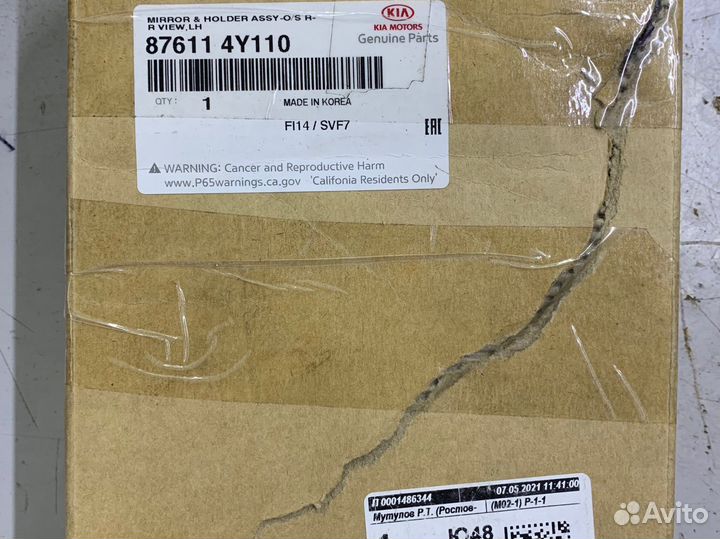 MIRROR & HOLDER ASSY-O/S R-
R VIEW,LH
87611 4Y110
KIA
KIA MOTORS
Genuine Parts
QTY : 1 MADE IN KOREA
FI14 / SVF7
EAC
WARNING: Cancer and Reproductive Harm
www.P65warnings.ca.gov 'Califonia Residents Only'
П 0001486344 07.05.2021 11:41:00
Мутулов Р.Т. (Ростов- (М02-1) Р-1-1
Avito